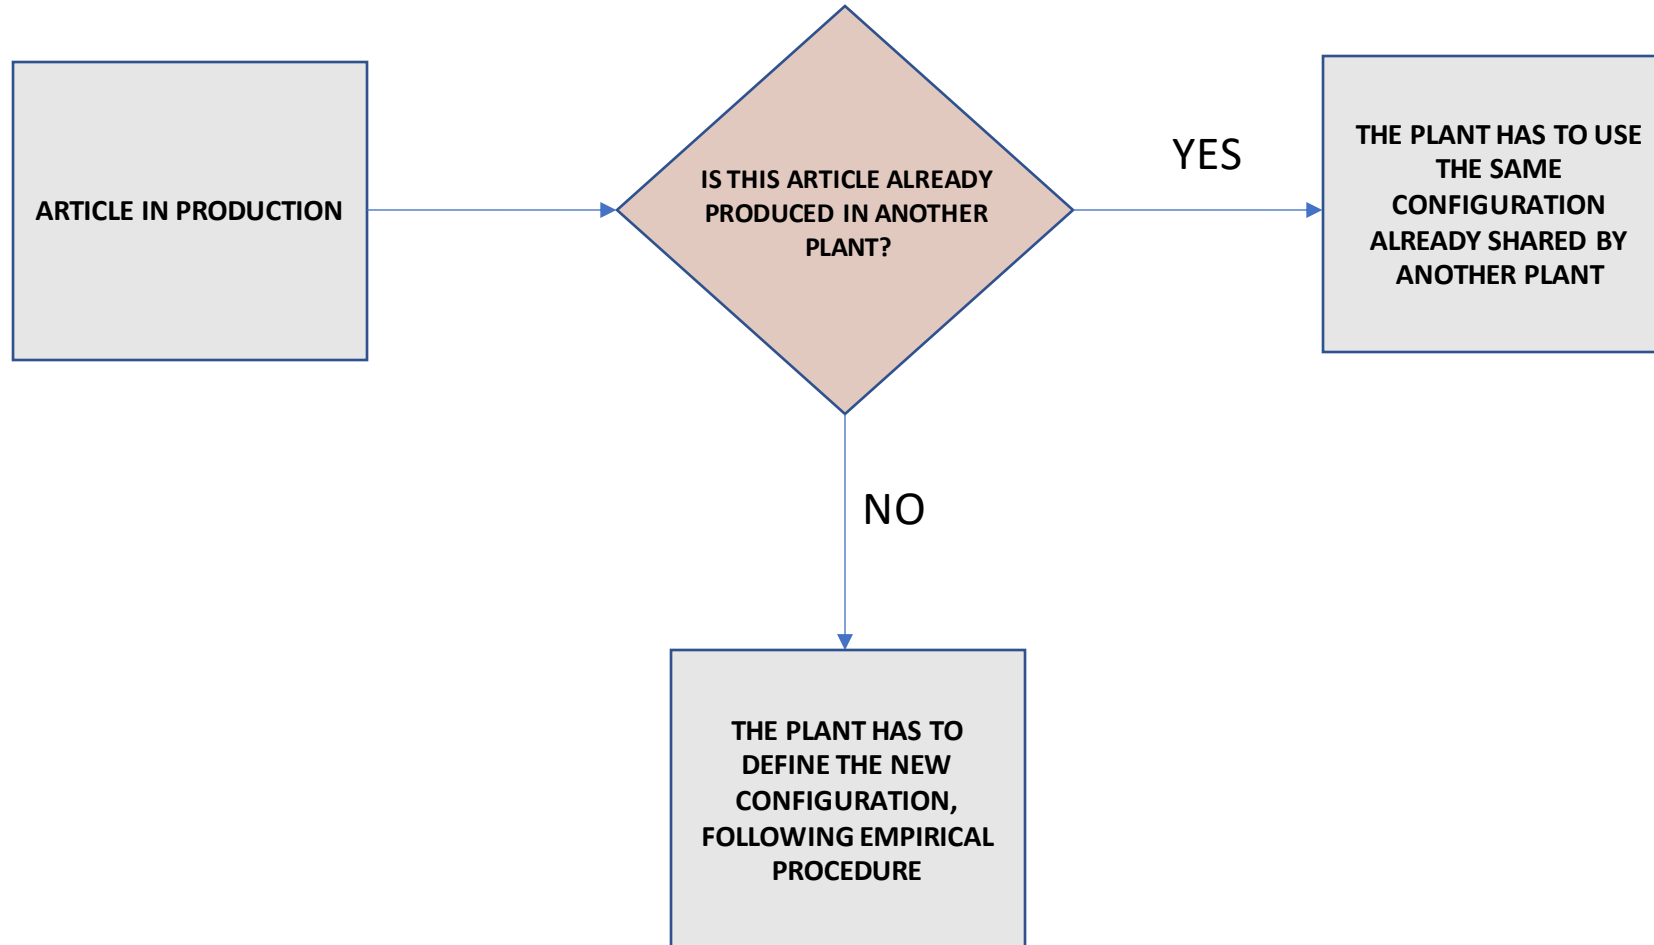 ARTICLE IN PRODUCTION
IS THIS ARTICLE ALREADY
PRODUCED IN ANOTHER
PLANT?
YES
THE PLANT HAS TO USE
THE SAME
CONFIGURATION
ALREADY SHARED BY
ANOTHER PLANT
NO
THE PLANT HAS TO
DEFINE THE NEW
CONFIGURATION,
FOLLOWING EMPIRICAL
PROCEDURE